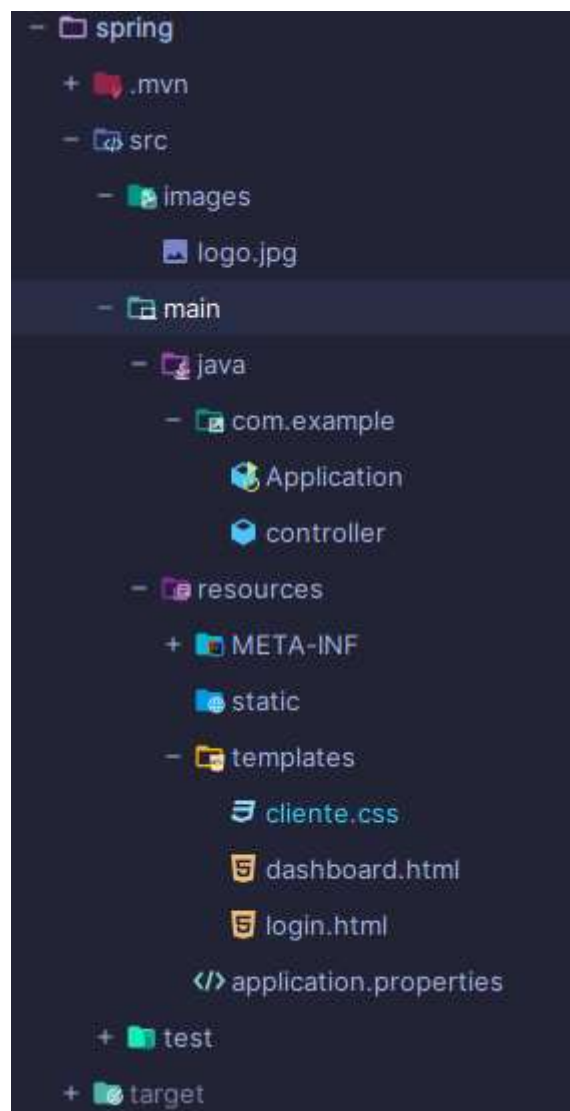 spring
.mvn
src
images
logo.jpg
main
java
com.example
Application
controller
resources
META-INF
static
templates
cliente.css
dashboard.html
login.html
application.properties
test
target